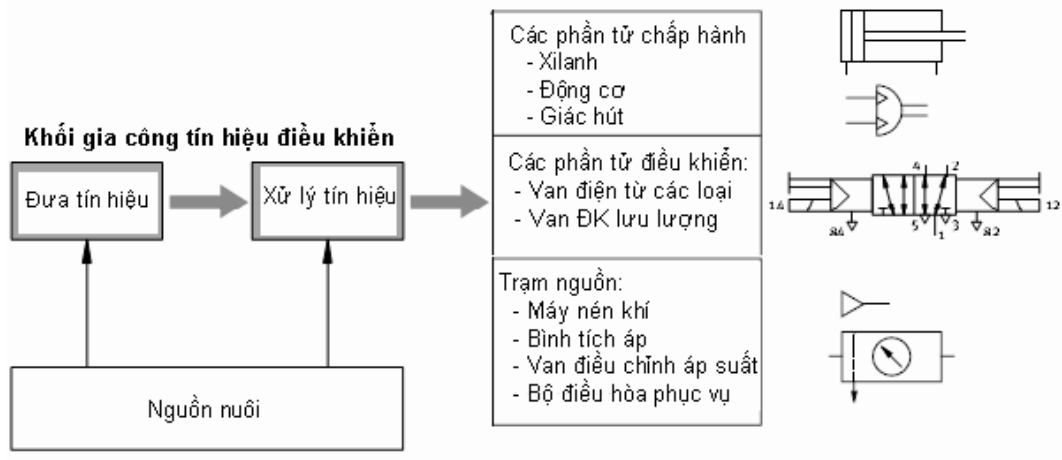 Khối gia công tín hiệu điều khiển
Đưa tín hiệu
Xử lý tín hiệu
Nguồn nuôi
Các phần tử chấp hành
- Xilanh
- Động cơ
- Giác hút
Các phần tử điều khiển:
- Van điện từ các loại
- Van ĐK lưu lượng
Trạm nguồn:
- Máy nén khí
- Bình tích áp
- Van điều chỉnh áp suất
- Bộ điều hòa phục vụ
4 2
14 12
84 5 1 3 82